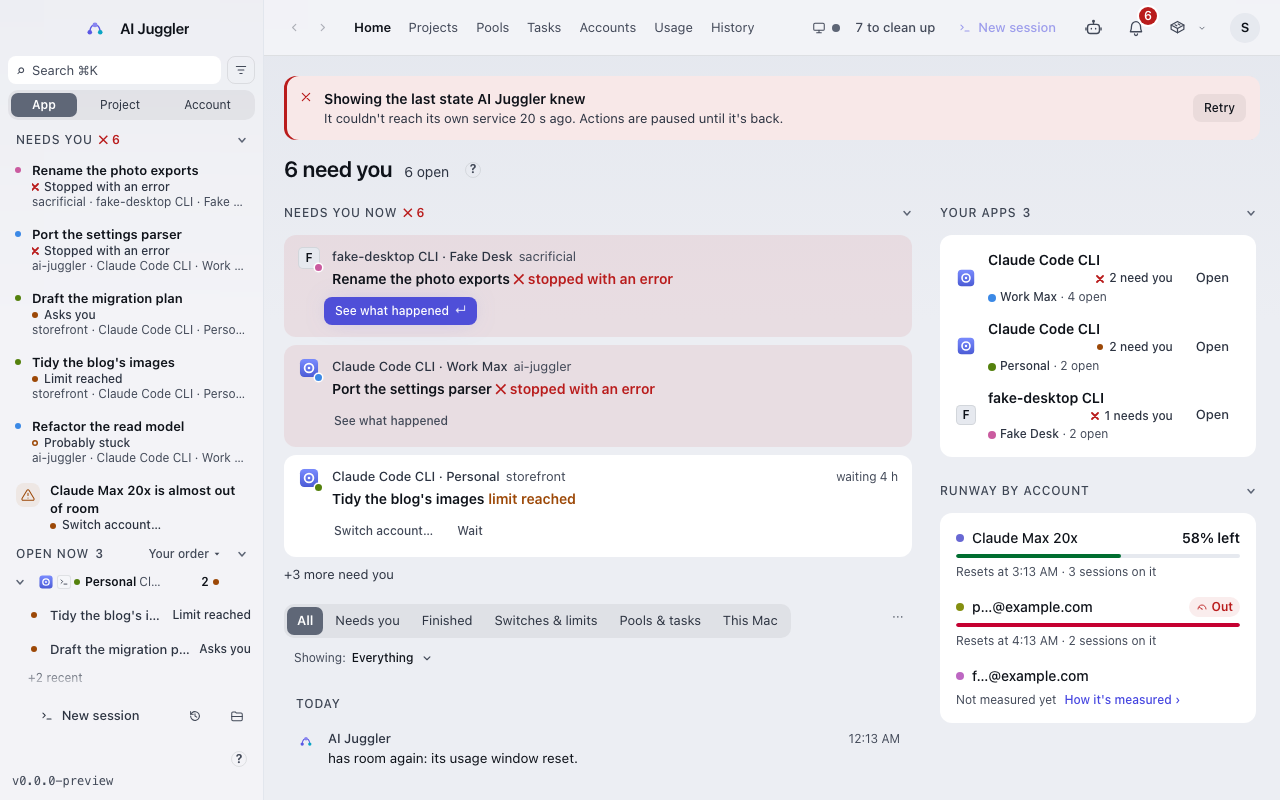 AI Juggler
Search ⌘K
App Project Account
NEEDS YOU 6
Rename the photo exports
Stopped with an error
sacrificial · fake-desktop CLI · Fake ...
Port the settings parser
Stopped with an error
ai-juggler · Claude Code CLI · Work ...
Draft the migration plan
Asks you
storefront · Claude Code CLI · Perso...
Tidy the blog's images
Limit reached
storefront · Claude Code CLI · Perso...
Refactor the read model
Probably stuck
ai-juggler · Claude Code CLI · Work ...
Claude Max 20x is almost out
of room
Switch account...
OPEN NOW 3 Your order
Personal Cl... 2
Tidy the blog's i... Limit reached
Draft the migration p... Asks you
+2 recent
New session
?
v0.0.0-preview
Home Projects Pools Tasks Accounts Usage History
7 to clean up
New session
6
S
Showing the last state AI Juggler knew
It couldn't reach its own service 20 s ago. Actions are paused until it's back.
Retry
6 need you 6 open ?
NEEDS YOU NOW 6
F
fake-desktop CLI · Fake Desk sacrificial
Rename the photo exports stopped with an error
See what happened ↵
Claude Code CLI · Work Max ai-juggler
Port the settings parser stopped with an error
See what happened
Claude Code CLI · Personal storefront waiting 4 h
Tidy the blog's images limit reached
Switch account... Wait
+3 more need you
All Needs you Finished Switches & limits Pools & tasks This Mac
...
Showing: Everything
TODAY
AI Juggler 12:13 AM
has room again: its usage window reset.
YOUR APPS 3
Claude Code CLI
2 need you Open
Work Max · 4 open
Claude Code CLI
2 need you Open
Personal · 2 open
F
fake-desktop CLI
1 needs you Open
Fake Desk · 2 open
RUNWAY BY ACCOUNT
Claude Max 20x 58% left
Resets at 3:13 AM · 3 sessions on it
p...@example.com Out
Resets at 4:13 AM · 2 sessions on it
f...@example.com
Not measured yet How it's measured ›